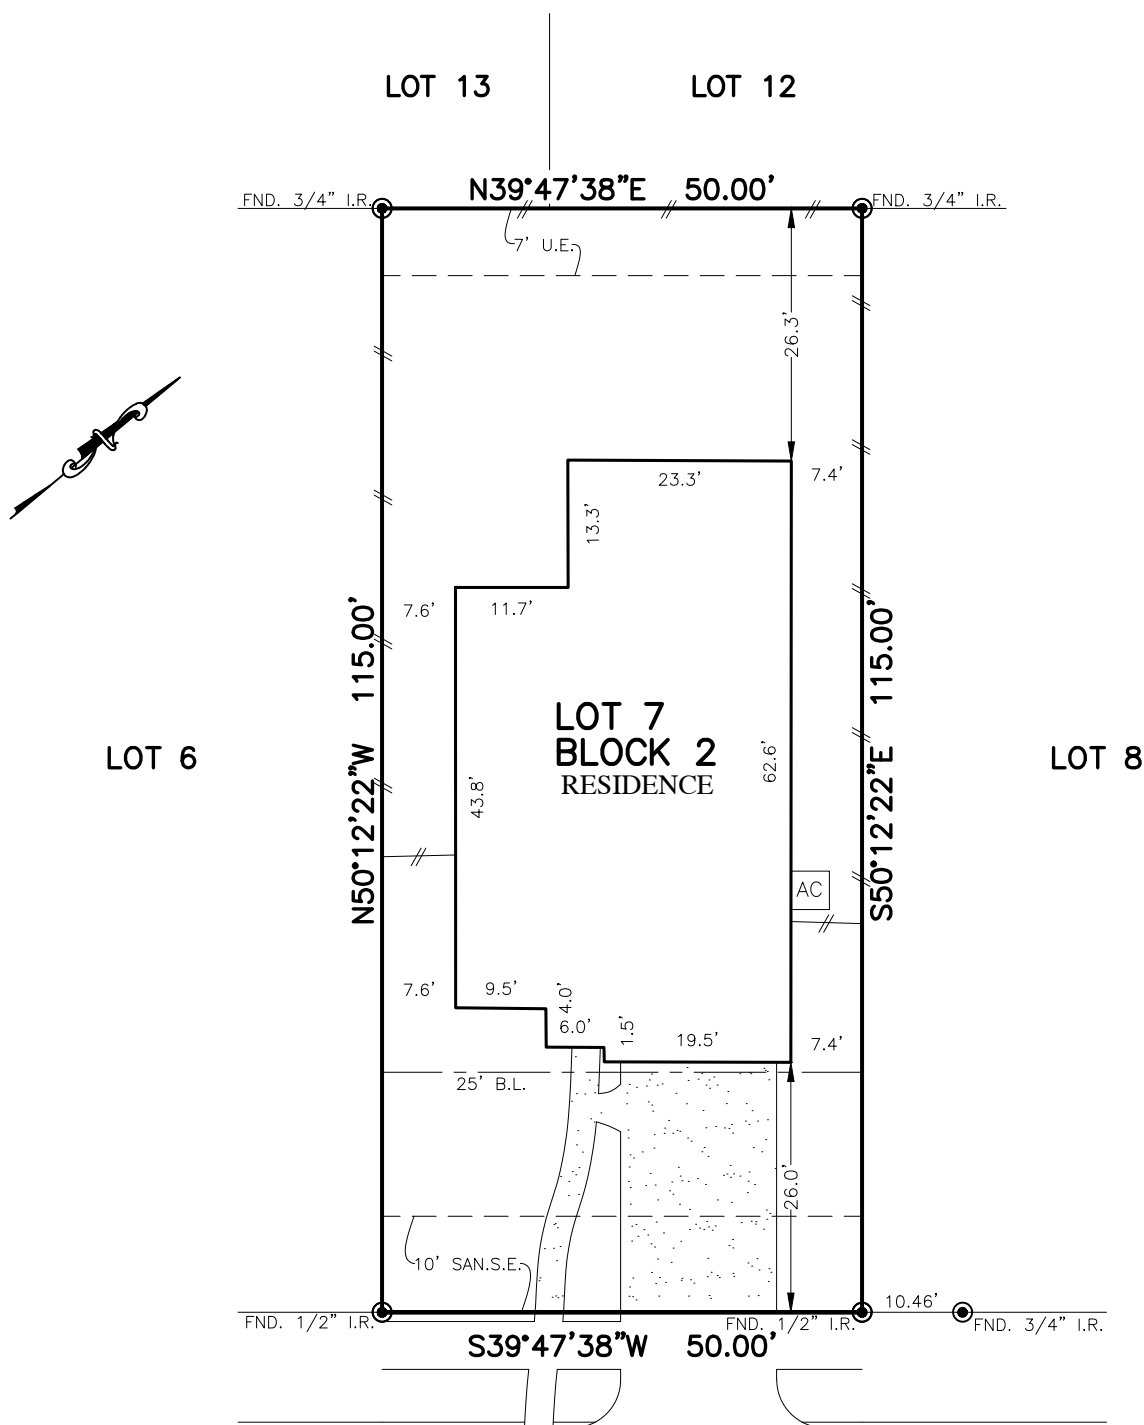 LOT 13
LOT 12
N39°47'38"E 50.00'
FND. 3/4" I.R.
FND. 3/4" I.R.
7' U.E.
26.3'
23.3'
7.4'
13.3'
7.6'
11.7'
N50°12'22"W 115.00'
S50°12'22"E 115.00'
LOT 7
BLOCK 2
RESIDENCE
LOT 6
LOT 8
62.6'
43.8'
AC
7.6'
9.5'
4.0'
6.0'
1.5'
19.5'
7.4'
25' B.L.
26.0'
10' SAN.S.E.
10.46'
FND. 1/2" I.R.
FND. 1/2" I.R.
FND. 3/4" I.R.
S39°47'38"W 50.00'